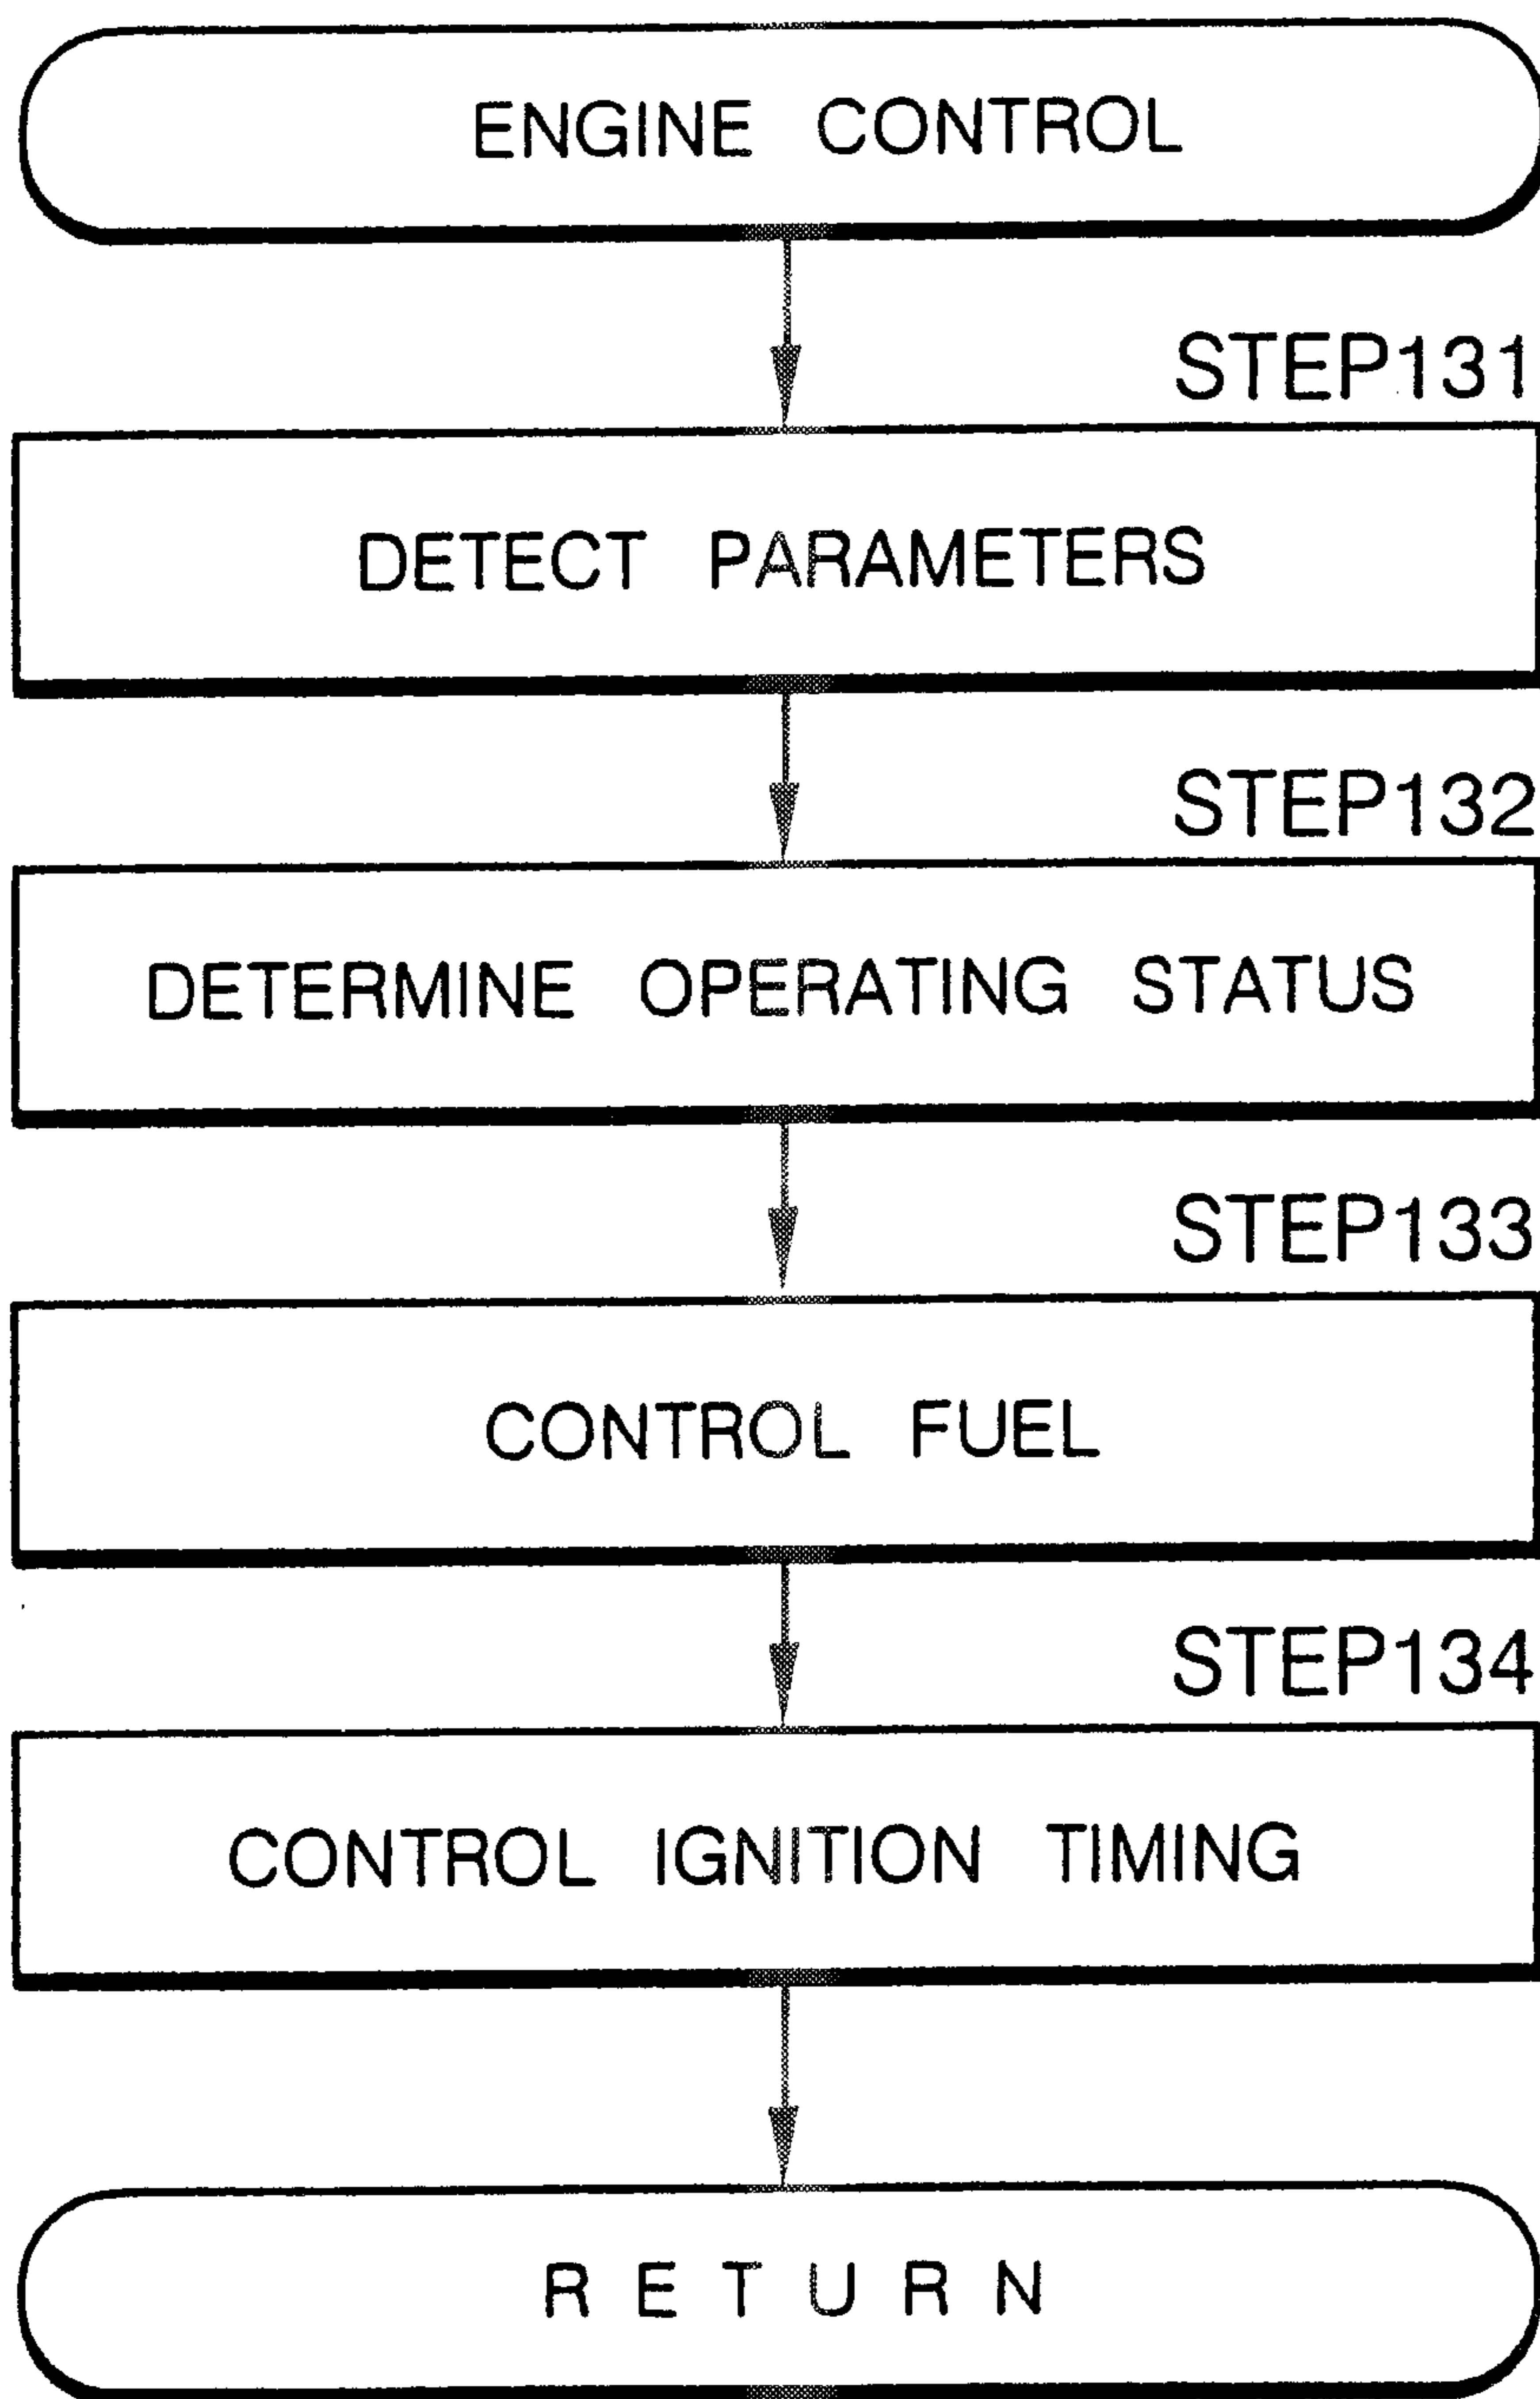 ENGINE CONTROL
STEP131
DETECT PARAMETERS
STEP132
DETERMINE OPERATING STATUS
STEP133
CONTROL FUEL
STEP134
CONTROL IGNITION TIMING
RETURN